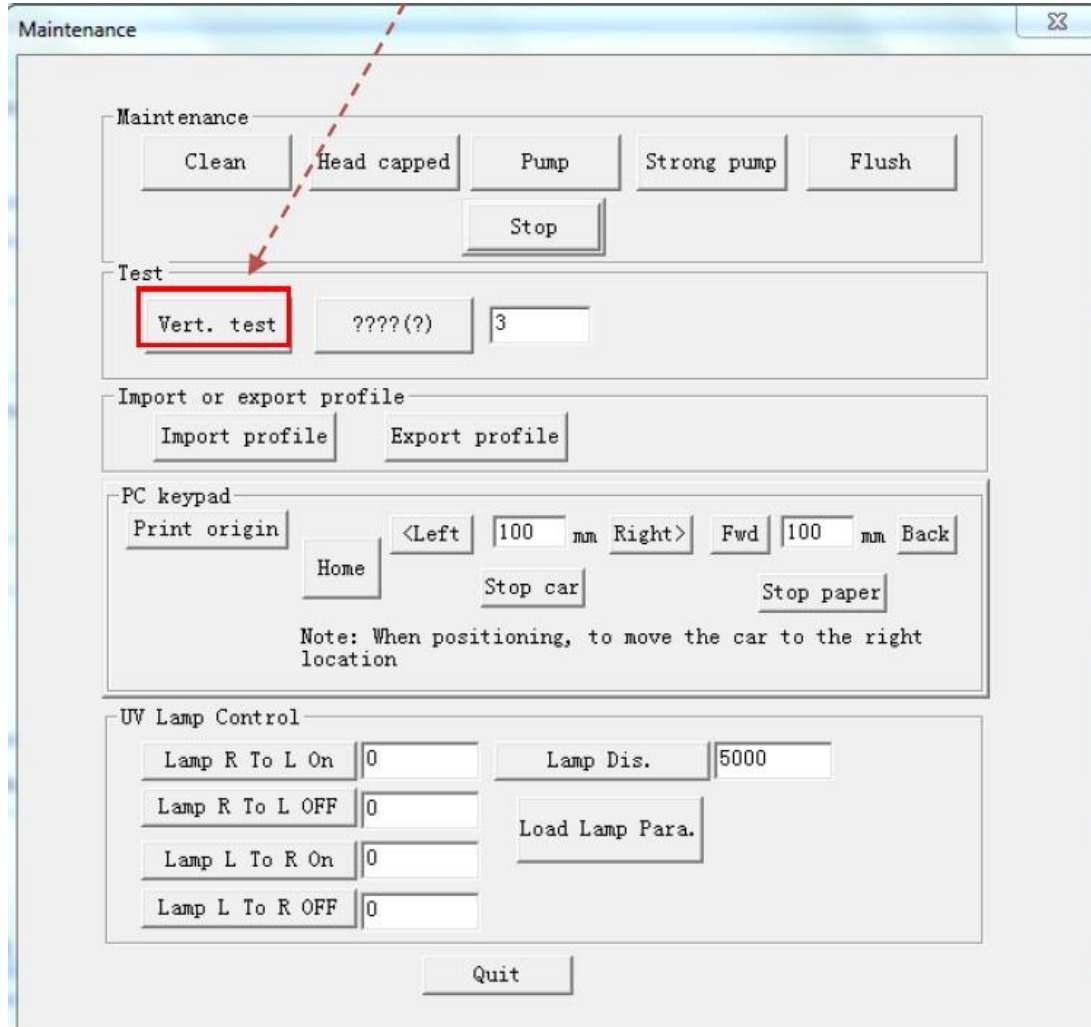 Maintenance
Maintenance
Clean Head capped Pump Strong pump Flush
Stop
Test
Vert. test ????(?) 3
Import or export profile
Import profile Export profile
PC keypad
Print origin <Left 100 mm Right> Fwd 100 mm Back
Home
Stop car Stop paper
Note: When positioning, to move the car to the right
location
UV Lamp Control
Lamp R To L On 0 Lamp Dis. 5000
Lamp R To L OFF 0
Load Lamp Para.
Lamp L To R On 0
Lamp L To R OFF 0
Quit